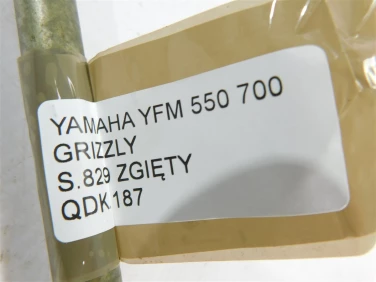 YAMAHA YFM 550 700
GRIZZLY
S.829 ZGIĘTY
QDK187